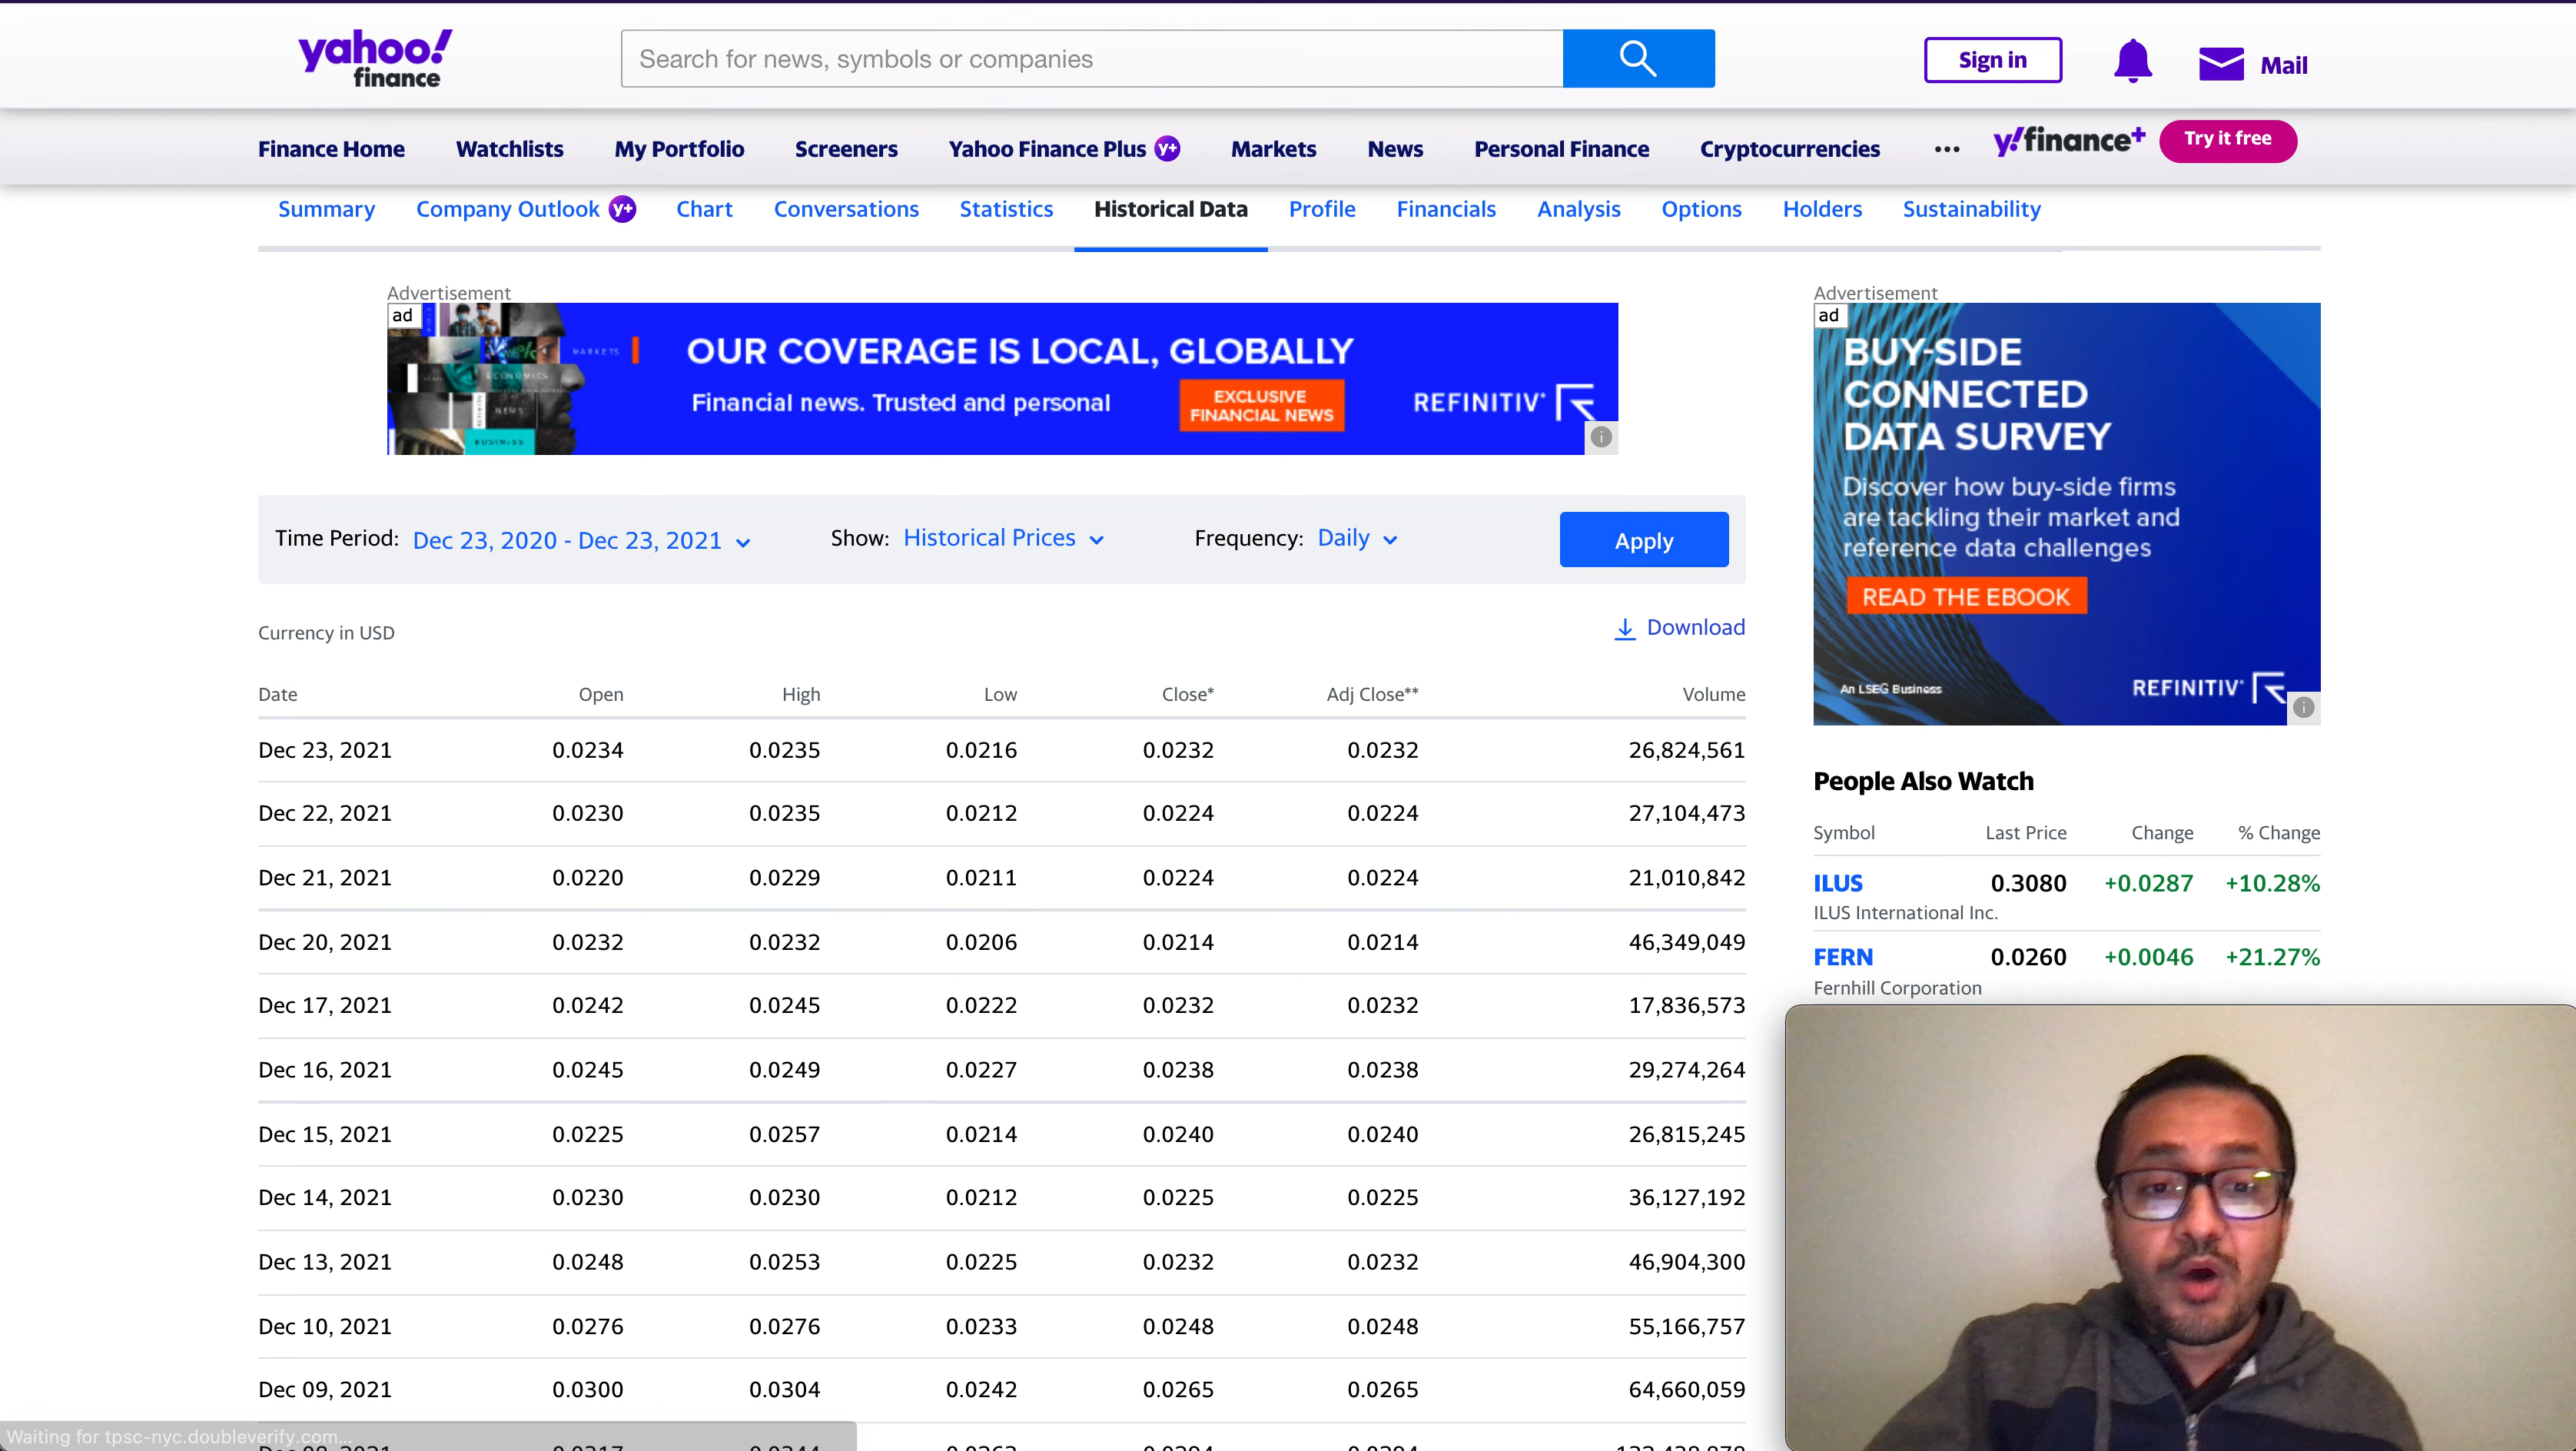 yahoo!
finance
Search for news, symbols or companies
Sign in
Mail
Finance Home Watchlists My Portfolio Screeners Yahoo Finance Plus y+ Markets News Personal Finance Cryptocurrencies ••• y!finance+ Try it free
Summary Company Outlook y+ Chart Conversations Statistics Historical Data Profile Financials Analysis Options Holders Sustainability
Advertisement
ad
MARKETS
ECONOMICS
NEWS
BUSINESS
OUR COVERAGE IS LOCAL, GLOBALLY
Financial news. Trusted and personal
EXCLUSIVE
FINANCIAL NEWS
REFINITIV
Advertisement
ad
BUY-SIDE
CONNECTED
DATA SURVEY
Discover how buy-side firms
are tackling their market and
reference data challenges
READ THE EBOOK
An LSEG Business
REFINITIV
Time Period: Dec 23, 2020 - Dec 23, 2021 Show: Historical Prices Frequency: Daily Apply
Currency in USD
Download
Date Open High Low Close* Adj Close** Volume
Dec 23, 2021 0.0234 0.0235 0.0216 0.0232 0.0232 26,824,561
Dec 22, 2021 0.0230 0.0235 0.0212 0.0224 0.0224 27,104,473
Dec 21, 2021 0.0220 0.0229 0.0211 0.0224 0.0224 21,010,842
Dec 20, 2021 0.0232 0.0232 0.0206 0.0214 0.0214 46,349,049
Dec 17, 2021 0.0242 0.0245 0.0222 0.0232 0.0232 17,836,573
Dec 16, 2021 0.0245 0.0249 0.0227 0.0238 0.0238 29,274,264
Dec 15, 2021 0.0225 0.0257 0.0214 0.0240 0.0240 26,815,245
Dec 14, 2021 0.0230 0.0230 0.0212 0.0225 0.0225 36,127,192
Dec 13, 2021 0.0248 0.0253 0.0225 0.0232 0.0232 46,904,300
Dec 10, 2021 0.0276 0.0276 0.0233 0.0248 0.0248 55,166,757
Dec 09, 2021 0.0300 0.0304 0.0242 0.0265 0.0265 64,660,059
People Also Watch
Symbol Last Price Change % Change
ILUS 0.3080 +0.0287 +10.28%
ILUS International Inc.
FERN 0.0260 +0.0046 +21.27%
Fernhill Corporation
Waiting for tpsc-nyc.doubleverify.com...